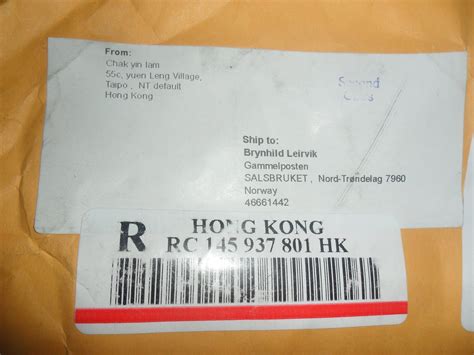 From:
Chak yin lam
55c, yuen Leng Village,
Taipo , NT default
Hong Kong
Second
Class
Ship to:
Brynhild Leirvik
Gammelposten
SALSBRUKET , Nord-Trøndelag 7960
Norway
46661442
HONG KONG
R RC 145 937 801 HK